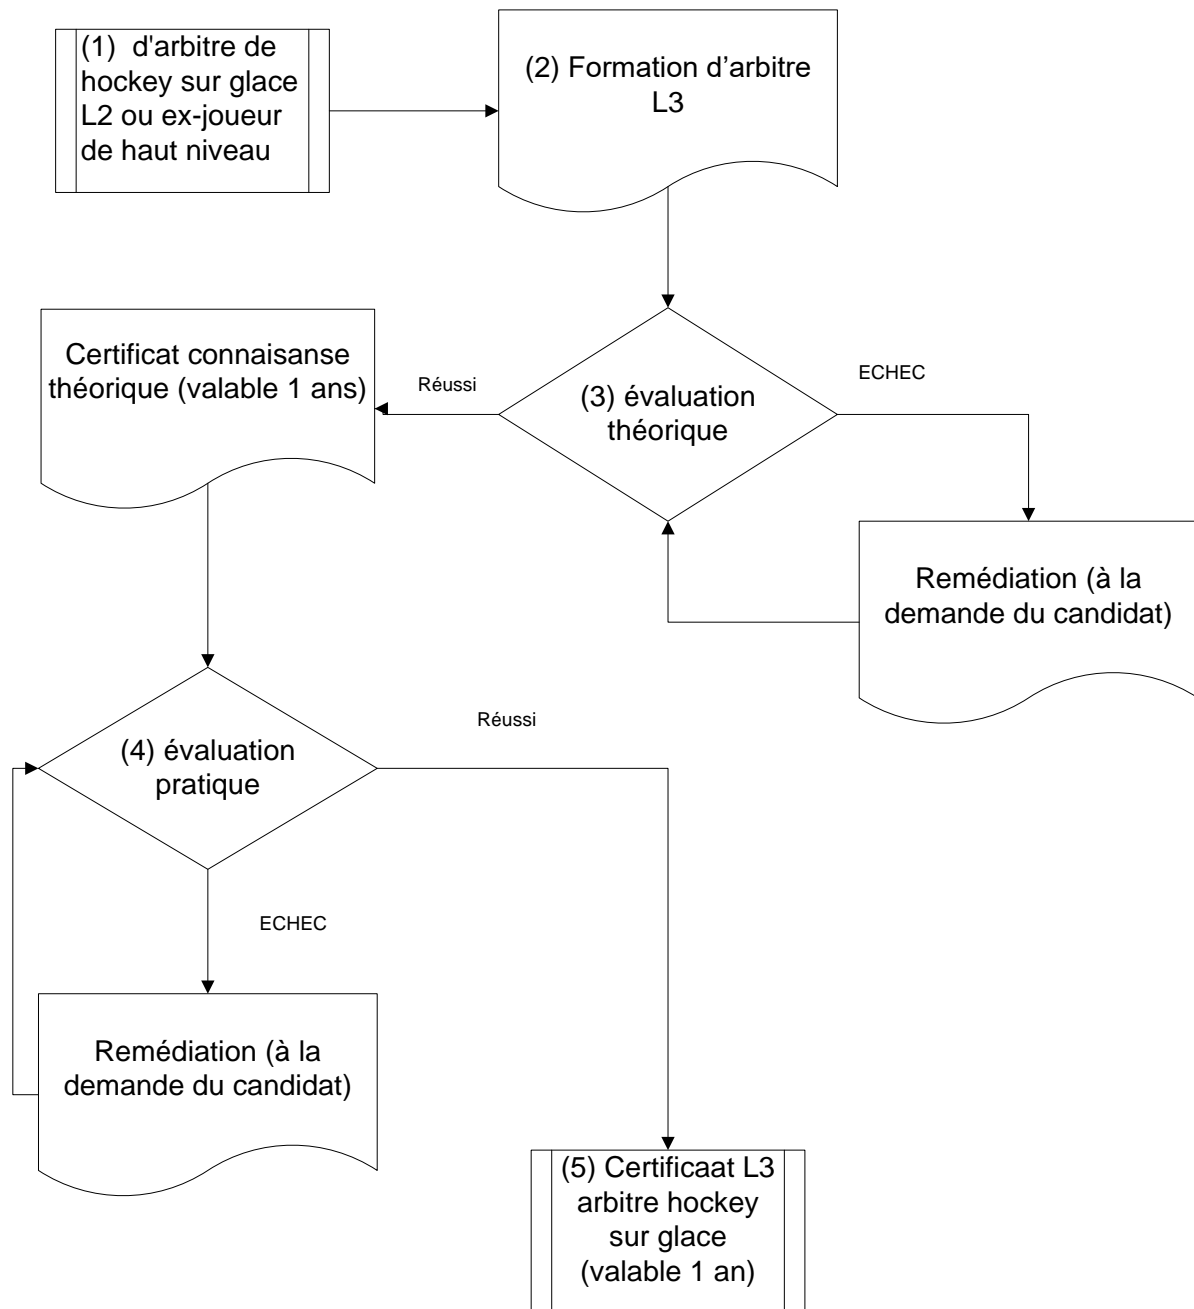 (1)  d'arbitre de
hockey sur glace
L2 ou ex-joueur
de haut niveau
(2) Formation d’arbitre
L3
Certificat connaisanse
théorique (valable 1 ans)
Réussi
(3) évaluation
théorique
ECHEC
Remédiation (à la
demande du candidat)
(4) évaluation
pratique
Réussi
ECHEC
Remédiation (à la
demande du candidat)
(5) Certificaat L3
arbitre hockey
sur glace
(valable 1 an)